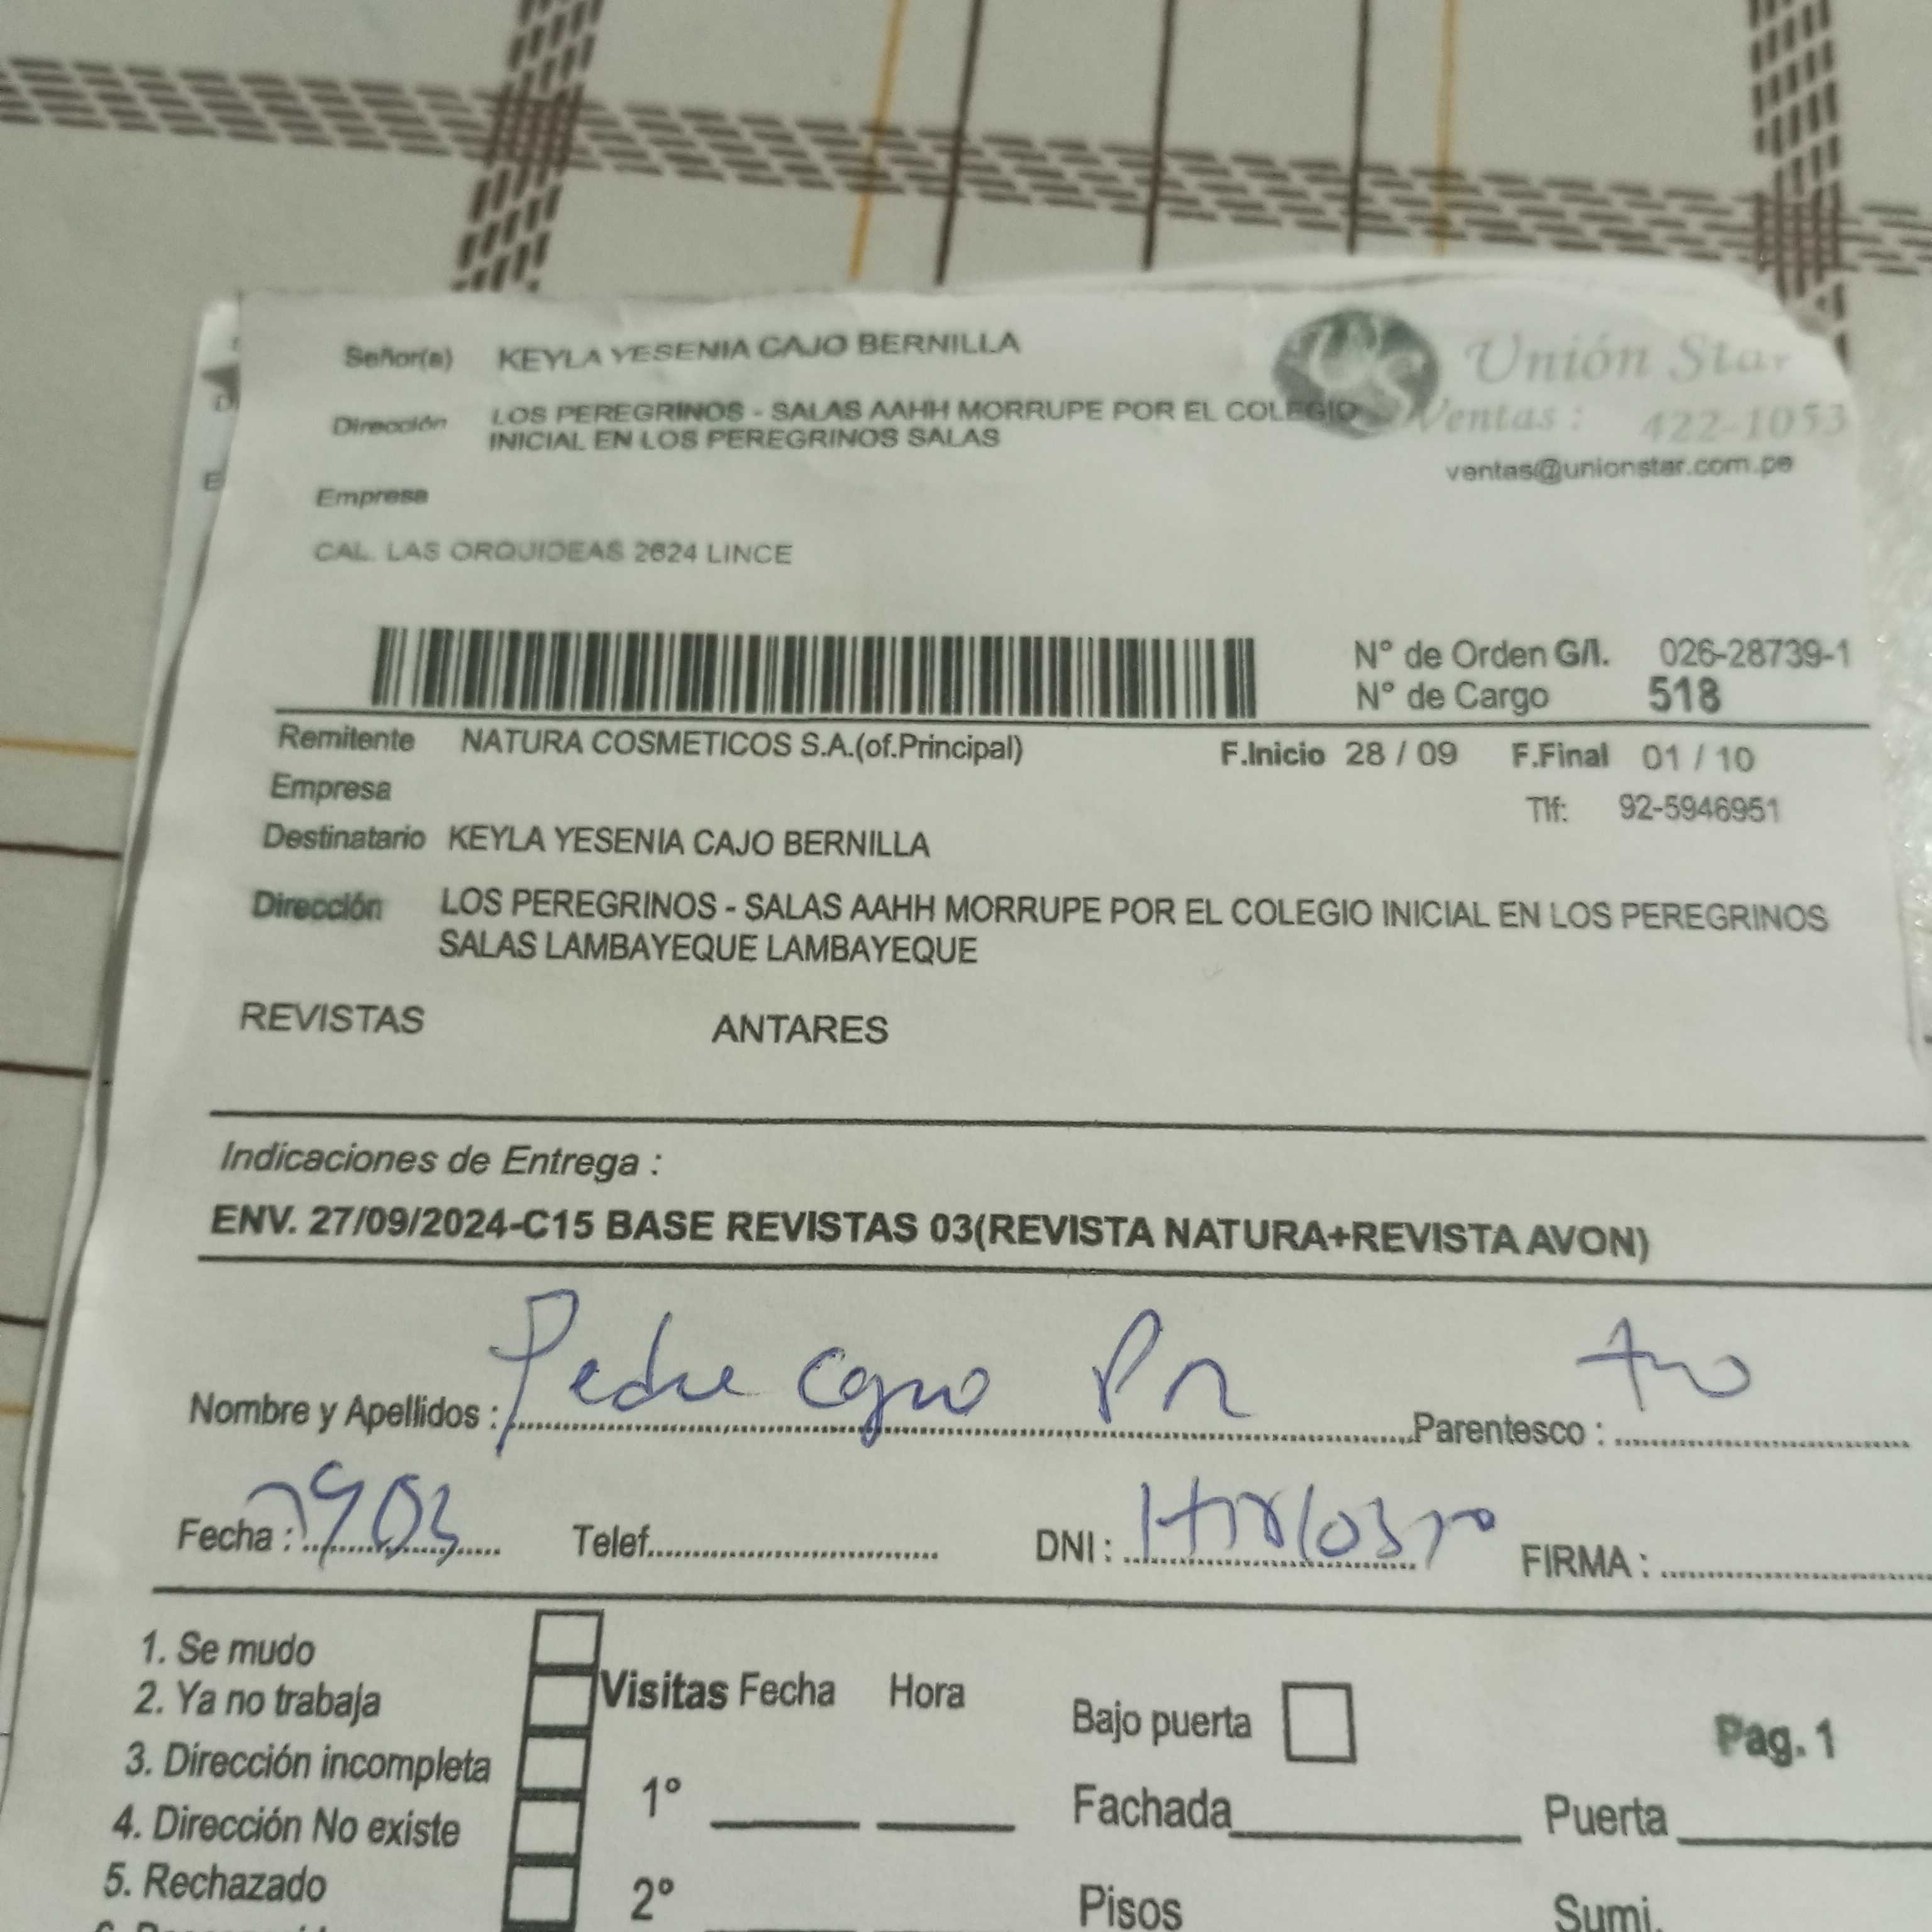 Señor(a) KEYLA YESENIA CAJO BERNILLA
Unión Star
Dirección LOS PEREGRINOS - SALAS AAHH MORRUPE POR EL COLEGIO
INICIAL EN LOS PEREGRINOS SALAS
Ventas : 422-1053
ventas@unionstar.com.pe
Empresa
CAL. LAS ORQUIDEAS 2624 LINCE
N° de Orden G/I. 026-28739-1
N° de Cargo 518
Remitente NATURA COSMETICOS S.A.(of.Principal) F.Inicio 28 / 09 F.Final 01 / 10
Empresa
Tlf: 92-5946951
Destinatario KEYLA YESENIA CAJO BERNILLA
Dirección LOS PEREGRINOS - SALAS AAHH MORRUPE POR EL COLEGIO INICIAL EN LOS PEREGRINOS
SALAS LAMBAYEQUE LAMBAYEQUE
REVISTAS ANTARES
Indicaciones de Entrega :
ENV. 27/09/2024-C15 BASE REVISTAS 03(REVISTA NATURA+REVISTA AVON)
Nombre y Apellidos : Parentesco :
Fecha : Telef. DNI : FIRMA :
1. Se mudo
2. Ya no trabaja
3. Dirección incompleta
4. Dirección No existe
5. Rechazado
Visitas Fecha Hora
1°
2°
Bajo puerta
Pag. 1
Fachada Puerta
Pisos Sumi.